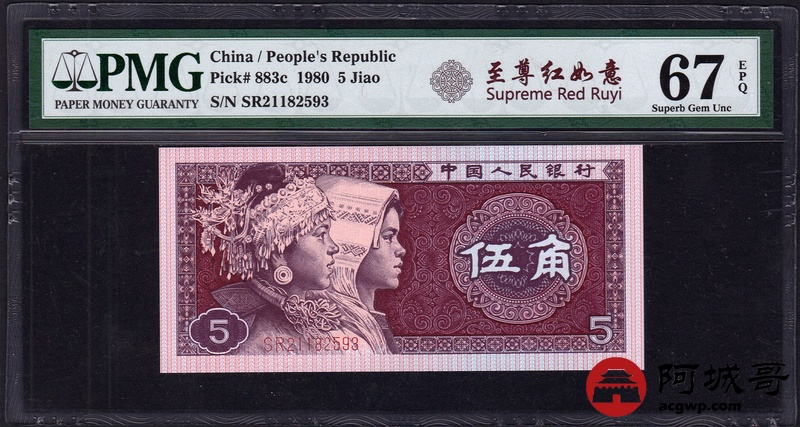 PMG
PAPER MONEY GUARANTY
China / People's Republic
Pick# 883c 1980 5 Jiao
S/N SR21182593
至尊红如意
Supreme Red Ruyi
67 EPQ
Superb Gem Unc
中国人民银行
伍角
5
SR21182593
5
阿城哥
acgwp.com